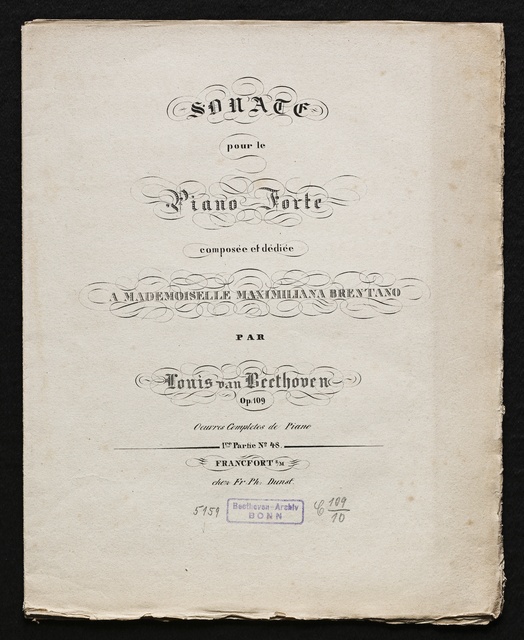 SONATE
pour le
Piano Forte
composée et dédiée
A MADEMOISELLE MAXIMILIANA BRENTANO
PAR
Louis van Beethoven
Op: 109
Oeuvres Completes de Piano
1ere Partie No 48.
FRANCFORT s/M
chez Fr. Ph. Dunst.
5159
Beethoven-Archiv
BONN
C 109/10